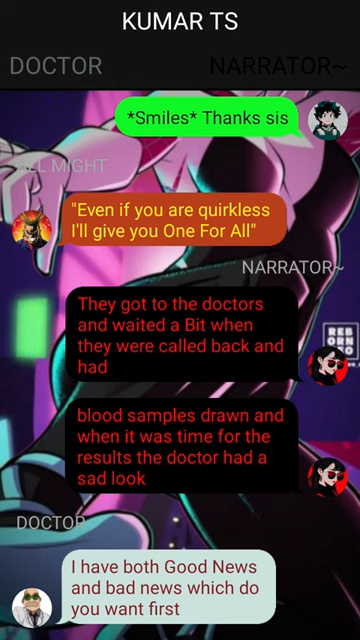 KUMAR TS
DOCTOR
NARRATOR~
*Smiles* Thanks sis
ALL MIGHT
"Even if you are quirkless
I'll give you One For All"
NARRATOR~
They got to the doctors
and waited a Bit when
they were called back and
had
blood samples drawn and
when it was time for the
results the doctor had a
sad look
DOCTOR
I have both Good News
and bad news which do
you want first